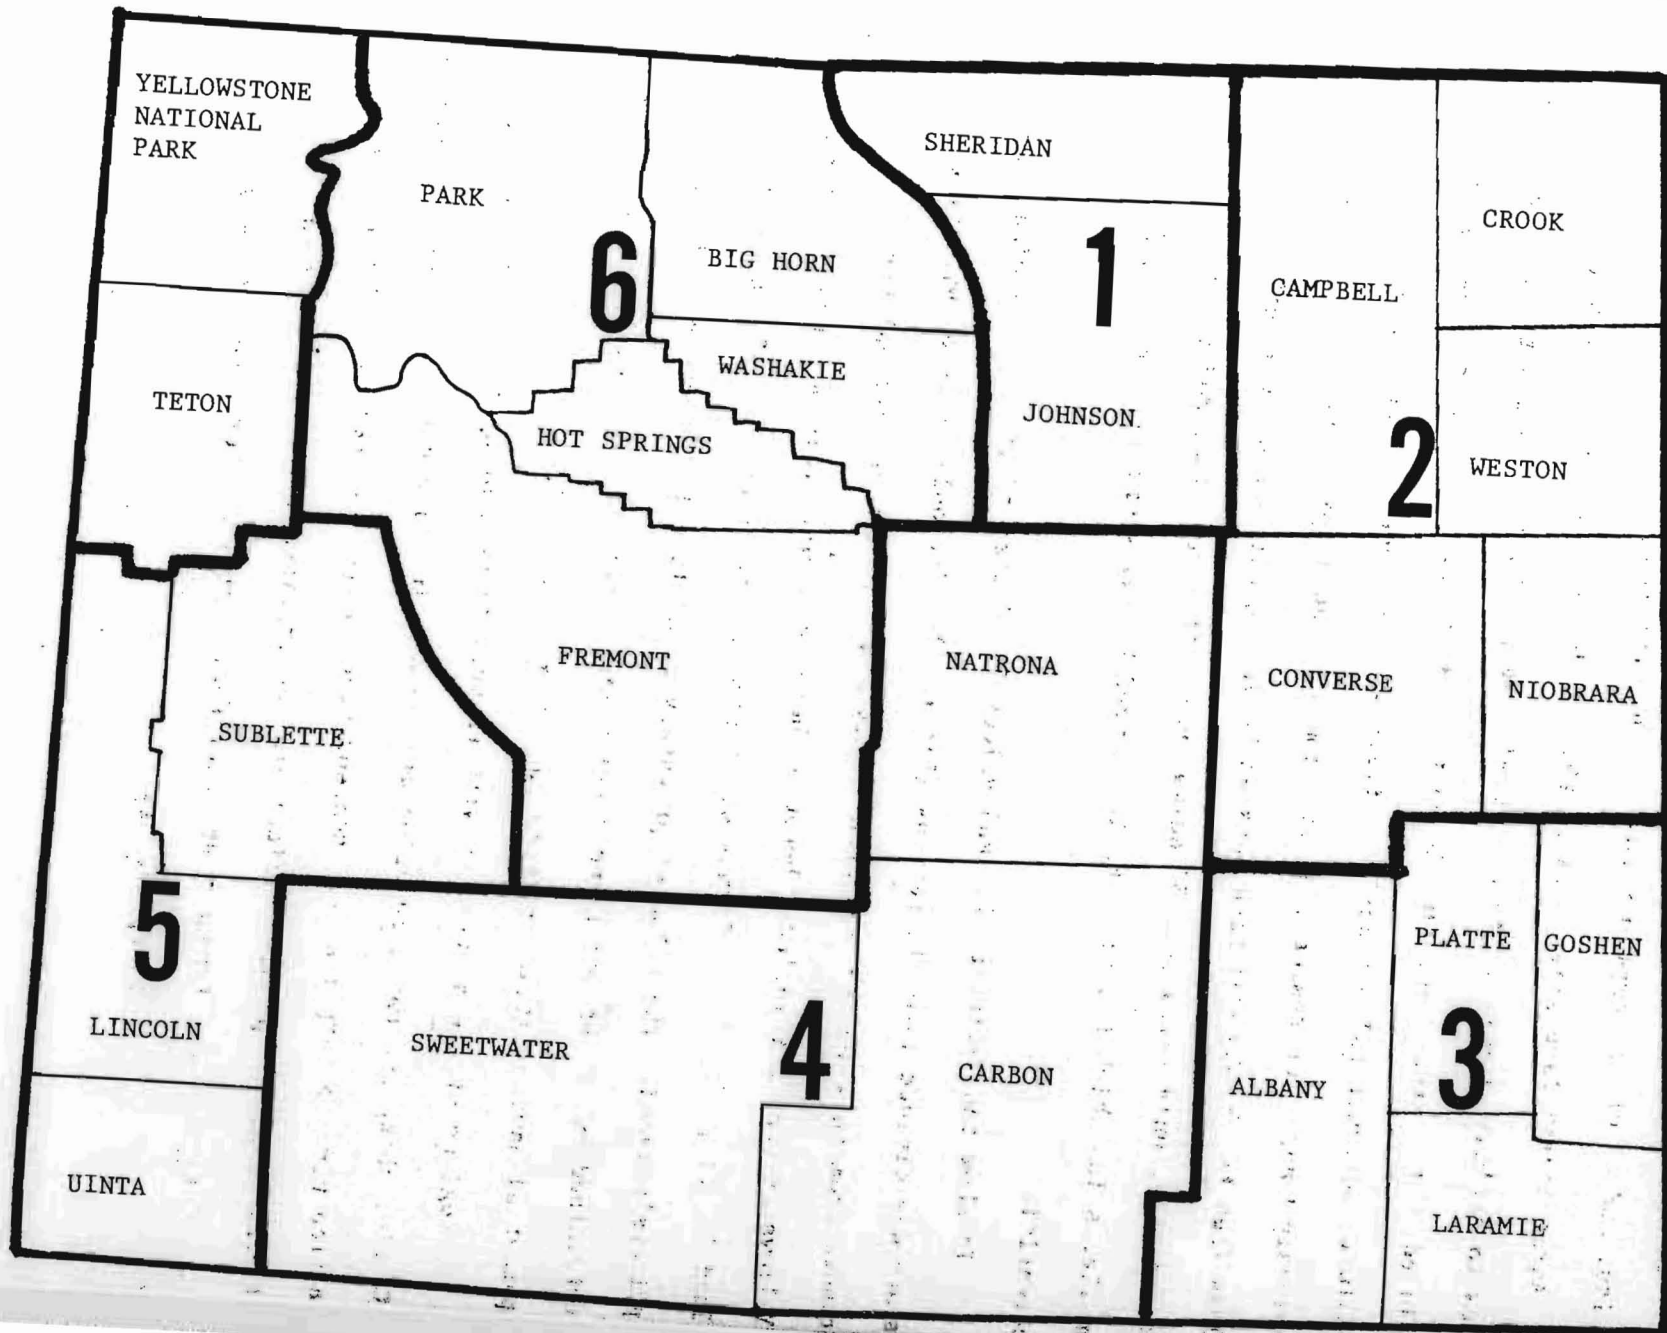 YELLOWSTONE
NATIONAL
PARK
PARK
SHERIDAN
CROOK
6
BIG HORN
1
CAMPBELL
TETON
WASHAKIE
JOHNSON
HOT SPRINGS
2
WESTON
SUBLETTE
FREMONT
NATRONA
CONVERSE
NIOBRARA
5
PLATTE
GOSHEN
LINCOLN
SWEETWATER
4
CARBON
ALBANY
3
UINTA
LARAMIE